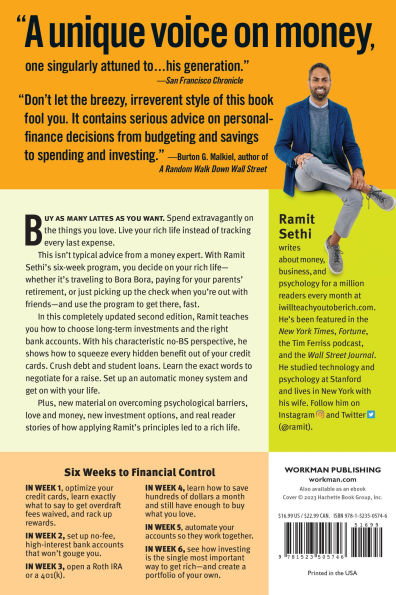 “A unique voice on money,
one singularly attuned to...his generation.”
—San Francisco Chronicle
“Don’t let the breezy, irreverent style of this book
fool you. It contains serious advice on personal-
finance decisions from budgeting and savings
to spending and investing.” —Burton G. Malkiel, author of
A Random Walk Down Wall Street
BUY AS MANY LATTES AS YOU WANT. Spend extravagantly on
the things you love. Live your rich life instead of tracking
every last expense.
This isn’t typical advice from a money expert. With Ramit
Sethi’s six-week program, you decide on your rich life—
whether it’s traveling to Bora Bora, paying for your parents’
retirement, or just picking up the check when you’re out with
friends—and use the program to get there, fast.
In this completely updated second edition, Ramit teaches
you how to choose long-term investments and the right
bank accounts. With his characteristic no-BS perspective, he
shows how to squeeze every hidden benefit out of your credit
cards. Crush debt and student loans. Learn the exact words to
negotiate for a raise. Set up an automatic money system and
get on with your life.
Plus, new material on overcoming psychological barriers,
love and money, new investment options, and real reader
stories of how applying Ramit’s principles led to a rich life.
Ramit
Sethi
writes
about money,
business, and
psychology for a million
readers every month at
iwillteachyoutoberich.com.
He’s been featured in the
New York Times, Fortune,
the Tim Ferriss podcast,
and the Wall Street Journal.
He studied technology and
psychology at Stanford
and lives in New York with
his wife. Follow him on
Instagram and Twitter
(@ramit).
Six Weeks to Financial Control
IN WEEK 1, optimize your
credit cards, learn exactly
what to say to get overdraft
fees waived, and rack up
rewards.
IN WEEK 2, set up no-fee,
high-interest bank accounts
that won’t gouge you.
IN WEEK 3, open a Roth IRA
or a 401(k).
IN WEEK 4, learn how to save
hundreds of dollars a month
and still have enough to buy
what you love.
IN WEEK 5, automate your
accounts so they work together.
IN WEEK 6, see how investing
is the single most important
way to get rich—and create a
portfolio of your own.
WORKMAN PUBLISHING
workman.com
Also available as an ebook
Cover © 2023 Hachette Book Group, Inc.
$16.99 US / $22.99 CAN. ISBN 978-1-5235-0574-6
51699
9 781523 505746
Printed in the USA